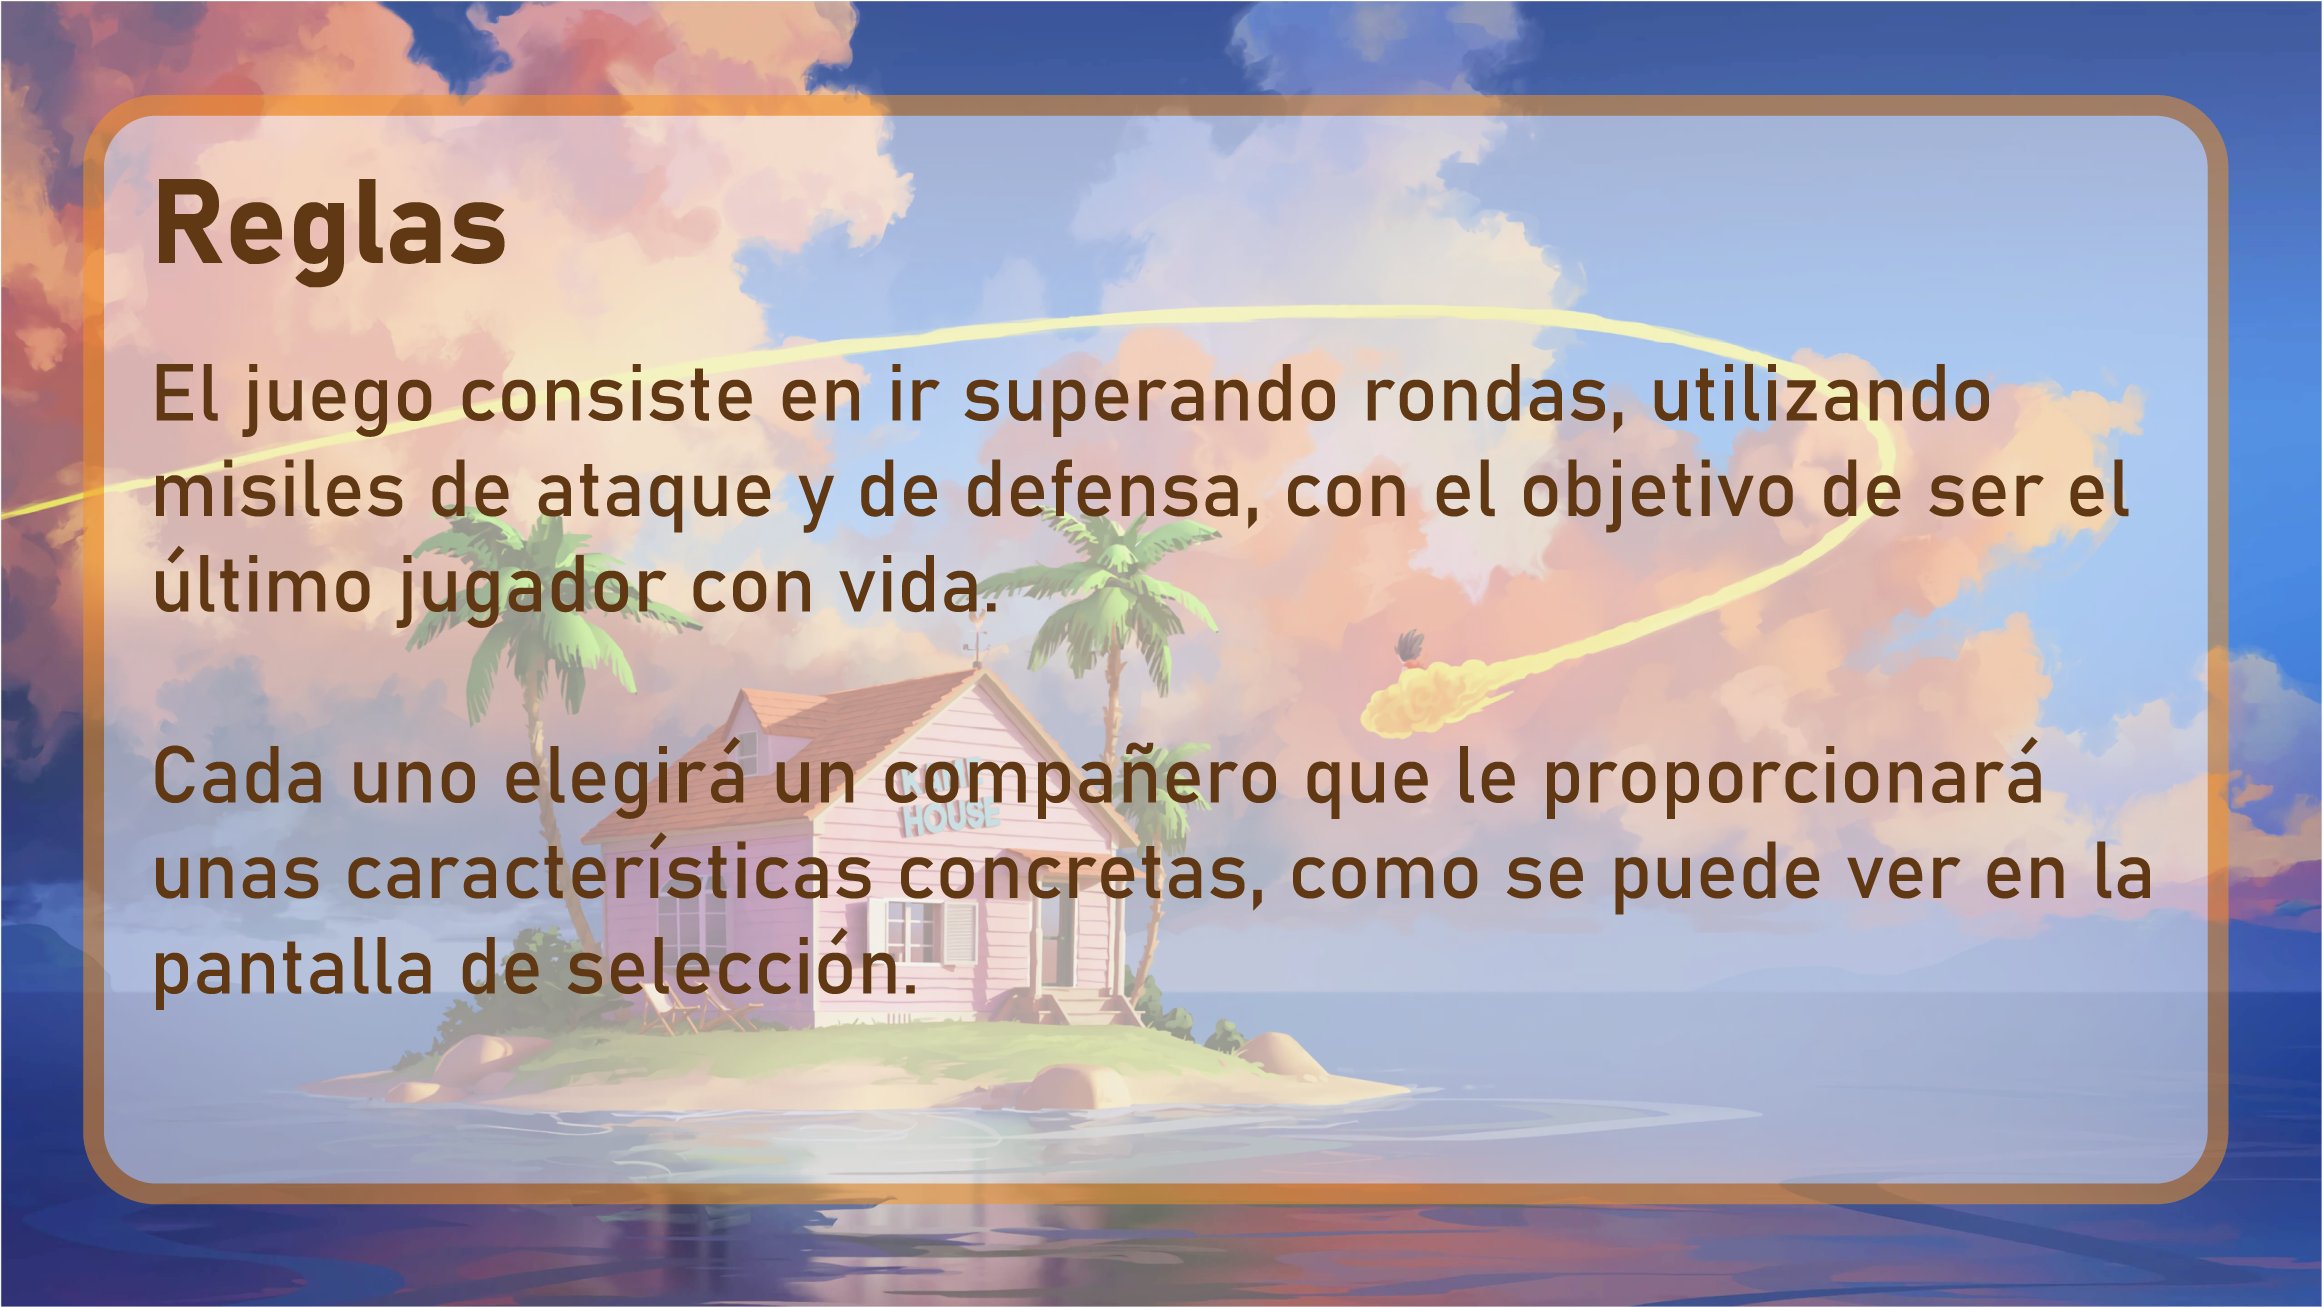 Reglas
El juego consiste en ir superando rondas, utilizando
misiles de ataque y de defensa, con el objetivo de ser el
último jugador con vida.
Cada uno elegirá un compañero que le proporcionará
unas características concretas, como se puede ver en la
pantalla de selección.
HOUSE